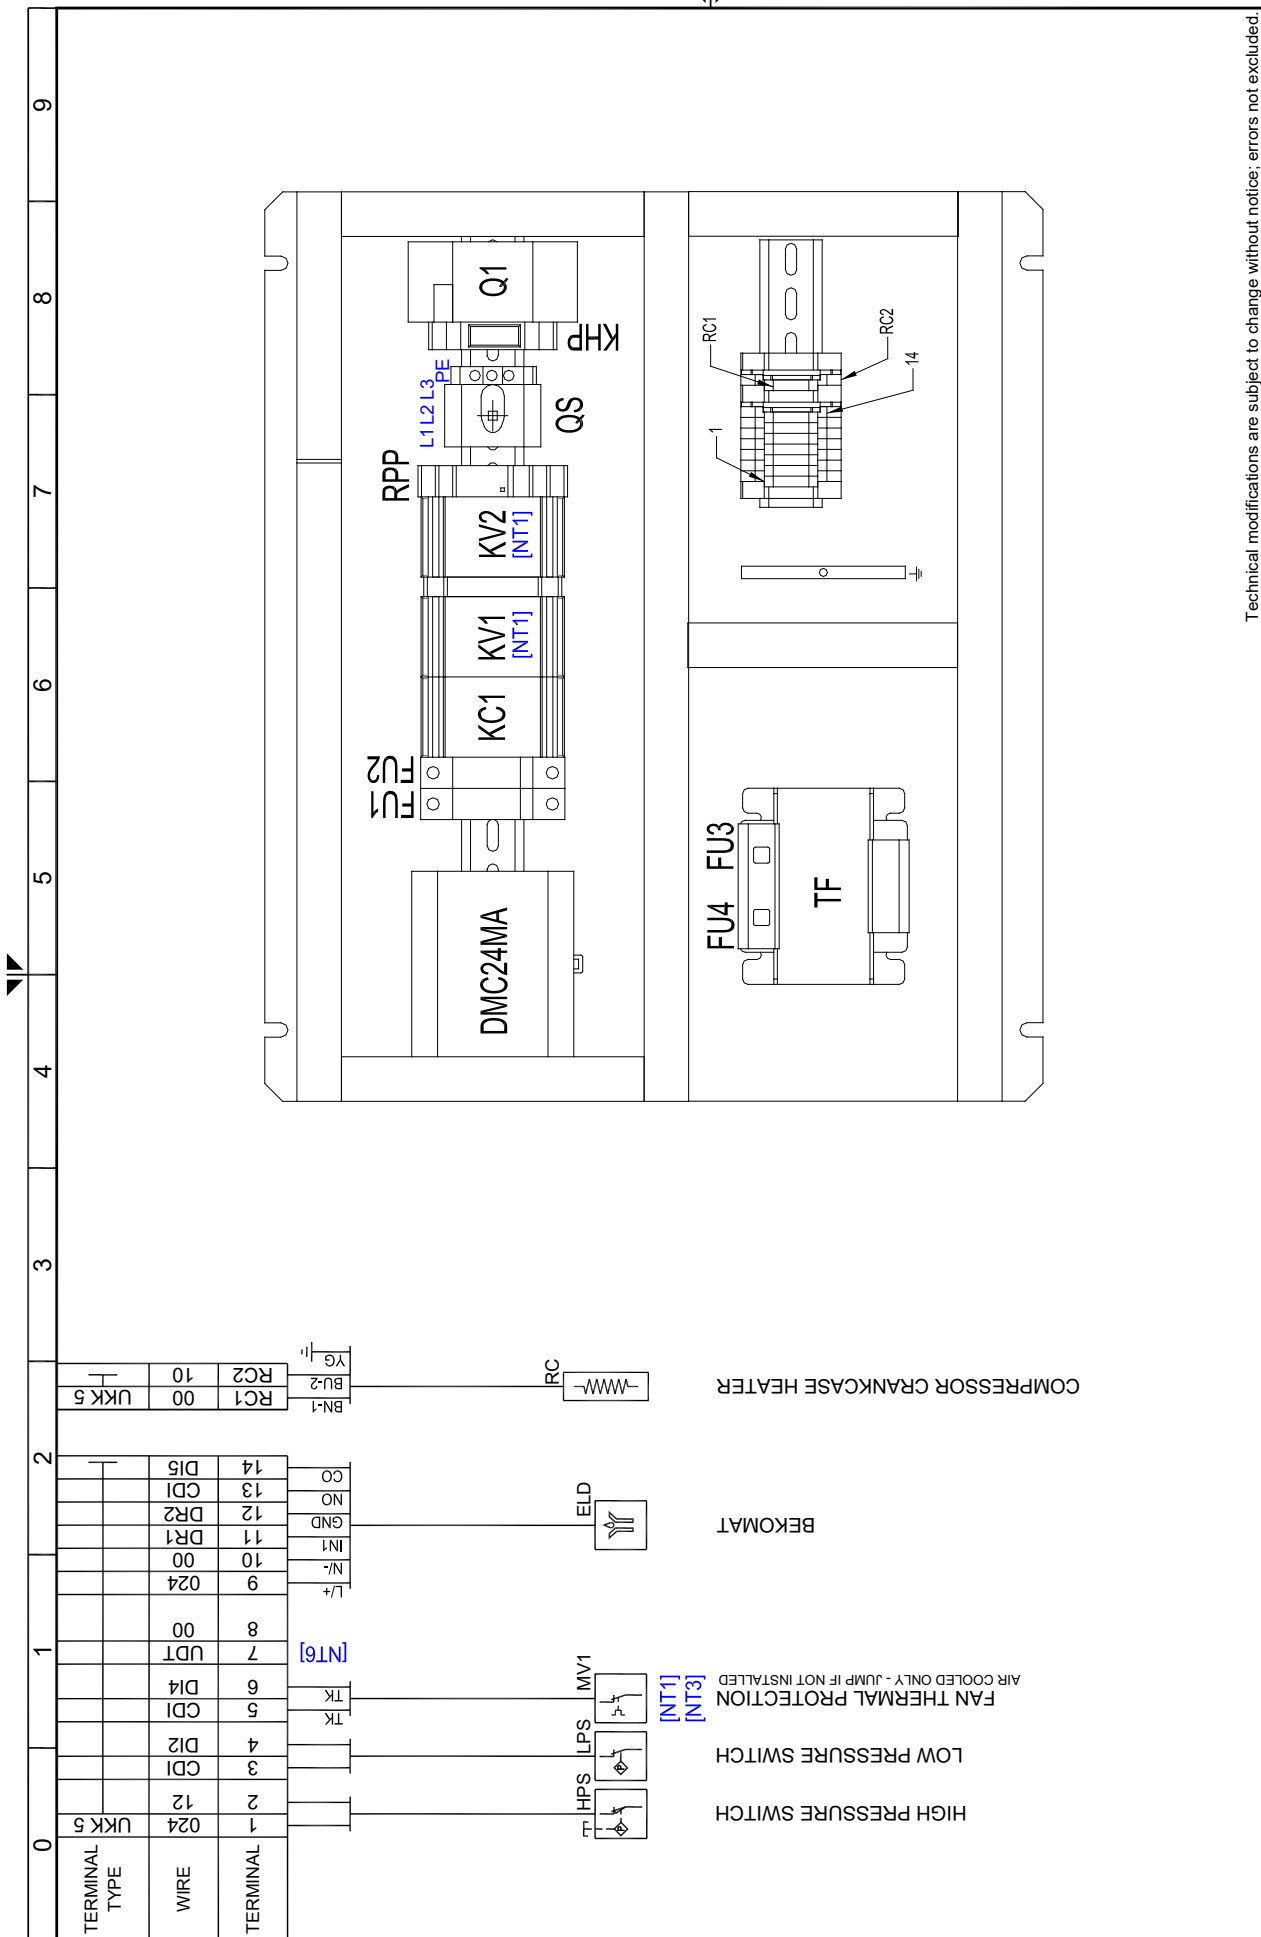 0 1 2 3 4 5 6 7 8 9
TERMINAL
TYPE
UKK 5
UKK 5
WIRE
024
12
CDI
DI2
CDI
DI4
UDT
00
024
00
DR1
DR2
CDI
DI5
00
10
TERMINAL
1
2
3
4
5
6
7
8
9
10
11
12
13
14
RC1
RC2
TK
TK
[NT6]
L/+
N/-
IN1
GND
NO
CO
BN-1
BU-2
YG
HPS
LPS
MV1
ELD
RC
[NT1]
[NT3]
HIGH PRESSURE SWITCH
LOW PRESSURE SWITCH
FAN THERMAL PROTECTION
AIR COOLED ONLY - JUMP IF NOT INSTALLED
BEKOMAT
COMPRESSOR CRANKCASE HEATER
DMC24MA
FU1
FU2
KC1
KV1
[NT1]
KV2
[NT1]
RPP
QS
L1 L2 L3
PE
KHP
Q1
FU4
FU3
TF
1
RC1
14
RC2
Technical modifications are subject to change without notice; errors not excluded.